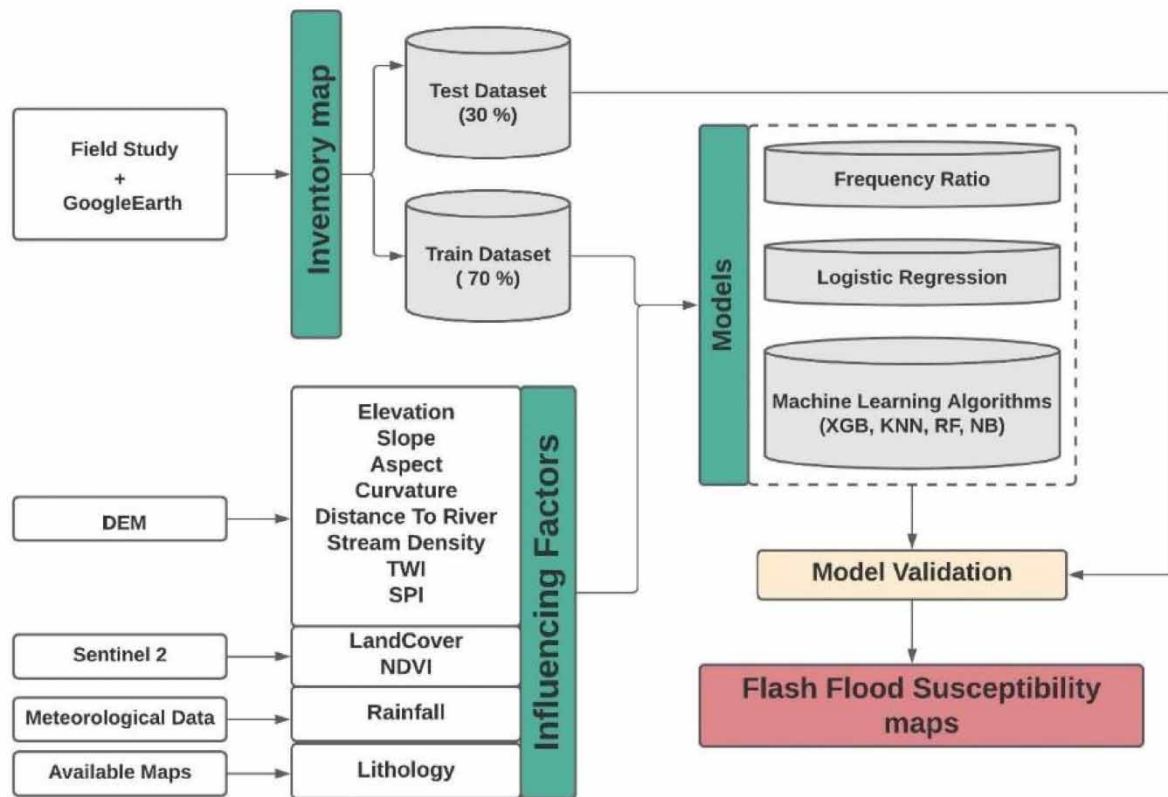 Field Study
+
GoogleEarth
Inventory map
Test Dataset
(30 %)
Train Dataset
( 70 %)
Models
Frequency Ratio
Logistic Regression
Machine Learning Algorithms
(XGB, KNN, RF, NB)
DEM
Elevation
Slope
Aspect
Curvature
Distance To River
Stream Density
TWI
SPI
Sentinel 2
LandCover
NDVI
Meteorological Data
Rainfall
Available Maps
Lithology
Influencing Factors
Model Validation
Flash Flood Susceptibility
maps